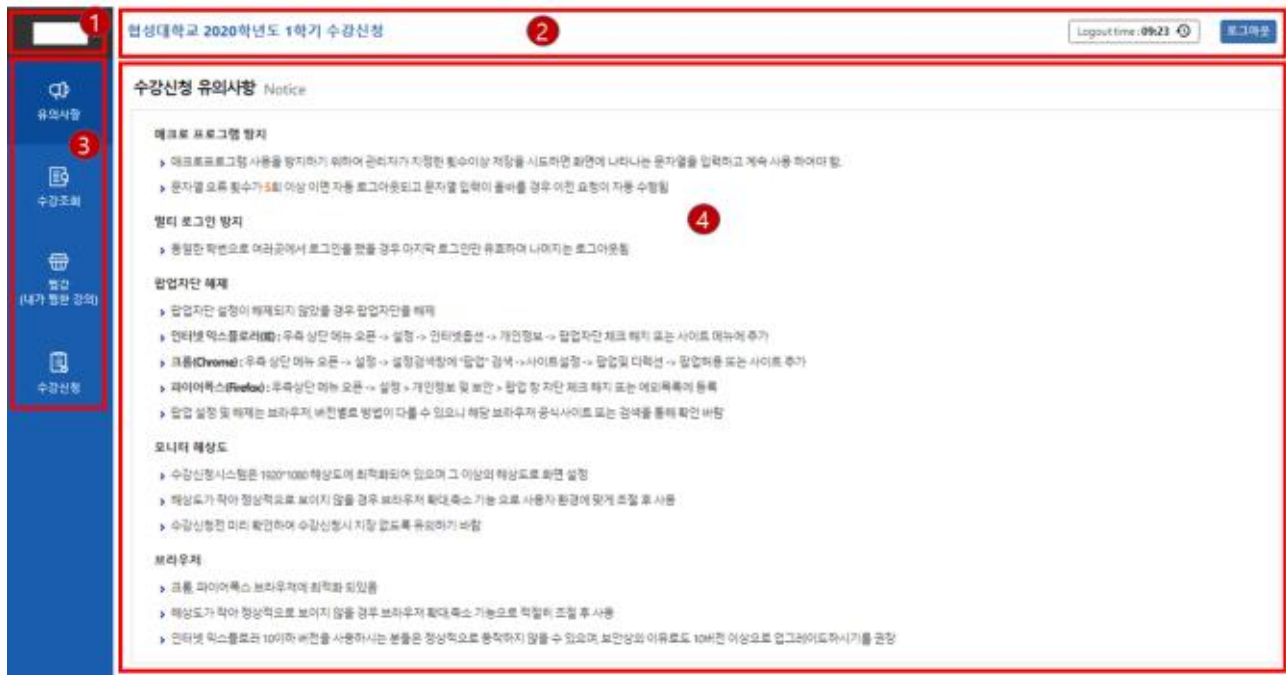 1
협성대학교 2020학년도 1학기 수강신청
2
Logout time : 09:23
로그아웃
유의사항
3
수강조회
찜강
(내가 찜한 강의)
수강신청
수강신청 유의사항 Notice
4
매크로 프로그램 방지
매크로프로그램 사용을 방지하기 위하여 관리자가 지정한 횟수이상 저장을 시도하면 화면에 나타나는 문자열을 입력하고 계속 사용 하여야 함.
문자열 오류 횟수가 5회 이상 이면 자동 로그아웃되고 문자열 입력이 올바를 경우 이전 요청이 자동 수행됨
멀티 로그인 방지
동일한 학번으로 여러곳에서 로그인을 했을 경우 마지막 로그인만 유효하며 나머지는 로그아웃됨
팝업차단 해제
팝업차단 설정이 해제되지 않았을 경우 팝업차단을 해제
인터넷 익스플로러(IE) : 우측 상단 메뉴 오픈 -> 설정 -> 인터넷옵션 -> 개인정보 -> 팝업차단 체크 해지 또는 사이트 메뉴에 추가
크롬(Chrome) : 우측 상단 메뉴 오픈 -> 설정 -> 설정검색창에 "팝업" 검색 ->사이트설정 -> 팝업및 디렉션 -> 팝업허용 또는 사이트 추가
파이어폭스(Firefox) : 우측상단 메뉴 오픈 -> 설정 > 개인정보 및 보안 > 팝업 창 차단 체크 해지 또는 예외목록에 등록
팝업 설정 및 해제는 브라우저, 버전별로 방법이 다를 수 있으니 해당 브라우저 공식사이트 또는 검색을 통해 확인 바람
모니터 해상도
수강신청시스템은 1920*1080 해상도에 최적화되어 있으며 그 이상의 해상도로 화면 설정
해상도가 작아 정상적으로 보이지 않을 경우 브라우저 확대,축소 기능 으로 사용자 환경에 맞게 조절 후 사용
수강신청전 미리 확인하여 수강신청시 지장 없도록 유의하기 바람
브라우저
크롬, 파이어폭스 브라우저에 최적화 되있음
해상도가 작아 정상적으로 보이지 않을 경우 브라우저 확대,축소 기능으로 적절히 조절 후 사용
인터넷 익스플로러 10이하 버전을 사용하시는 분들은 정상적으로 동작하지 않을 수 있으며, 보안상의 이유로도 10버전 이상으로 업그레이드하시기를 권장